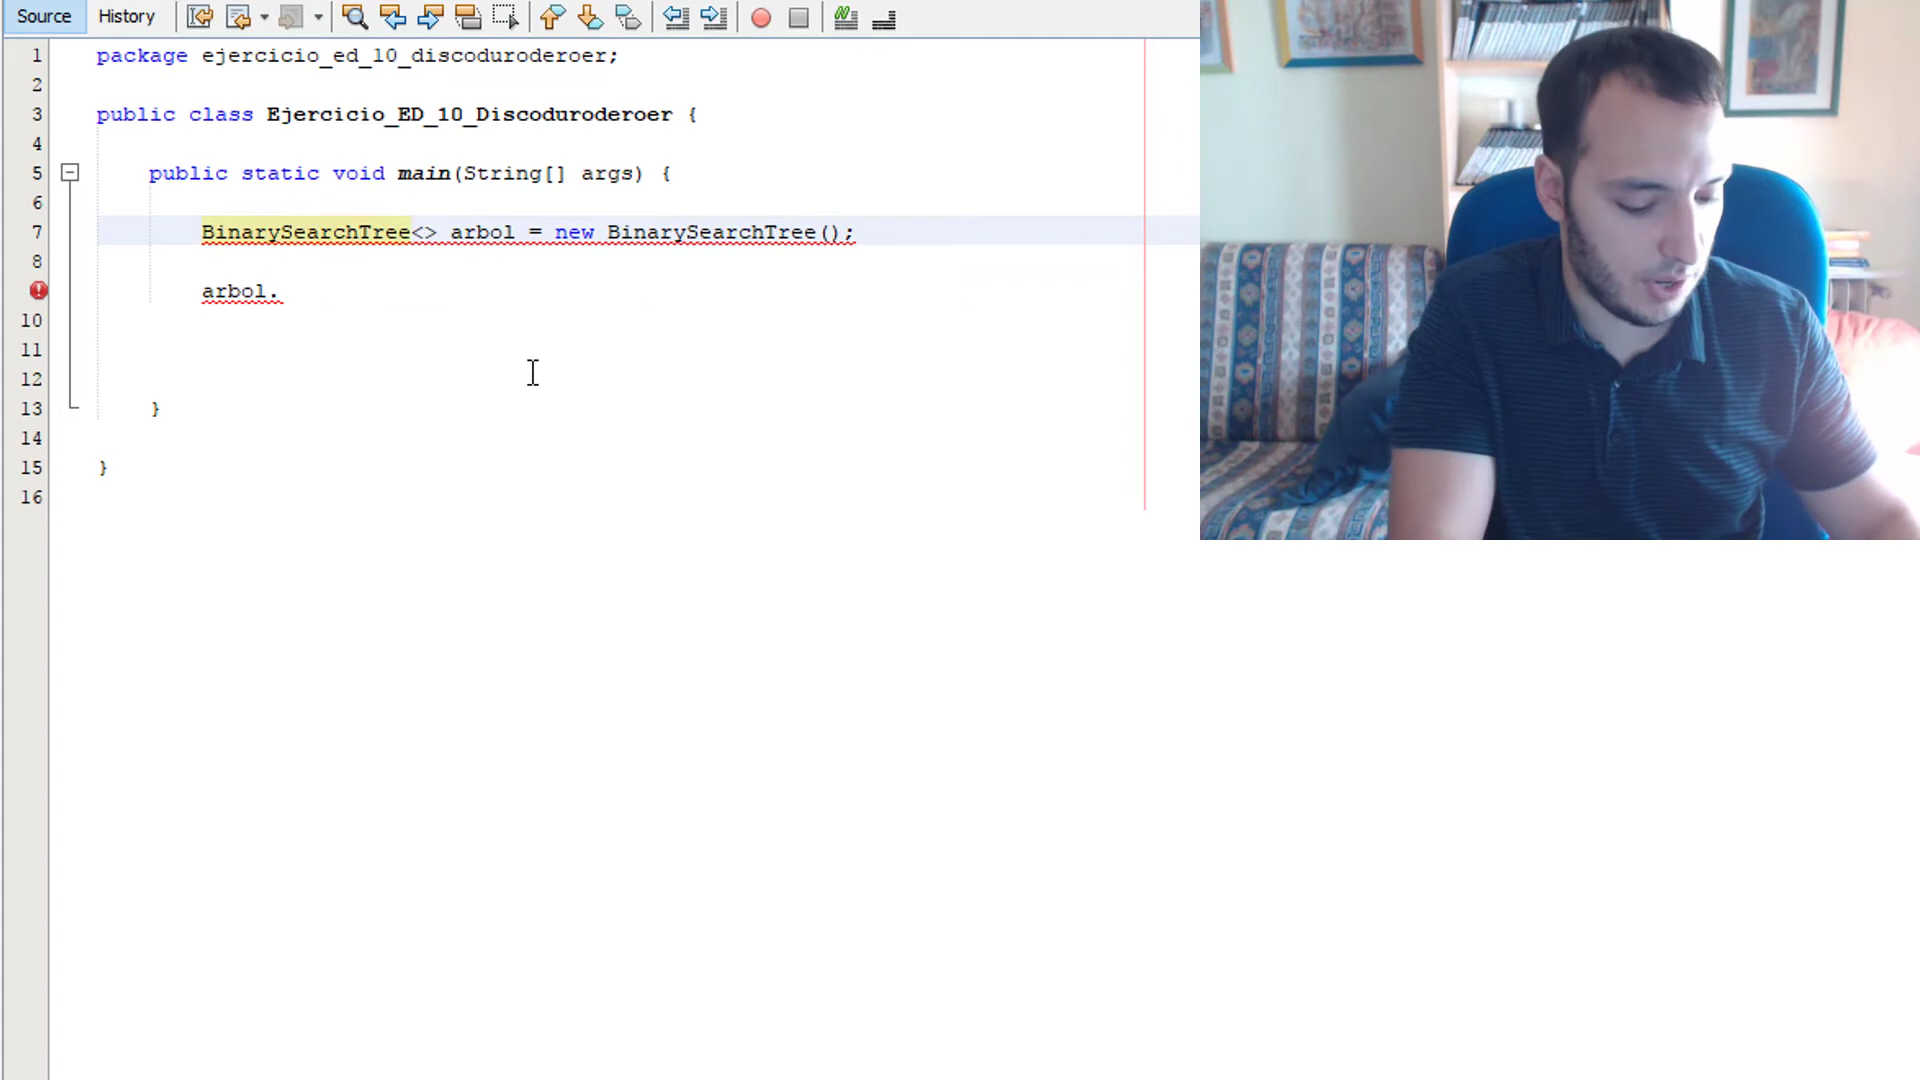 Source History
1 package ejercicio_ed_10_discoduroderoer;
2
3 public class Ejercicio_ED_10_Discoduroderoer {
4
5 public static void main(String[] args) {
6
7 BinarySearchTree<> arbol = new BinarySearchTree();
8
arbol.
10
11
12
13 }
14
15 }
16